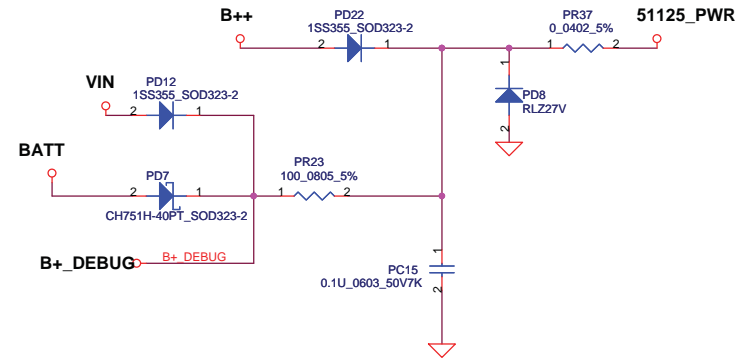 B++
PD22
1SS355_SOD323-2
2
1
PR37
0_0402_5%
1
2
51125_PWR
VIN
PD12
1SS355_SOD323-2
2
1
1
PD8
RLZ27V
2
BATT
PD7
2
1
CH751H-40PT_SOD323-2
PR23
100_0805_5%
1
2
B+_DEBUG
B+_DEBUG
1
PC15
0.1U_0603_50V7K
2